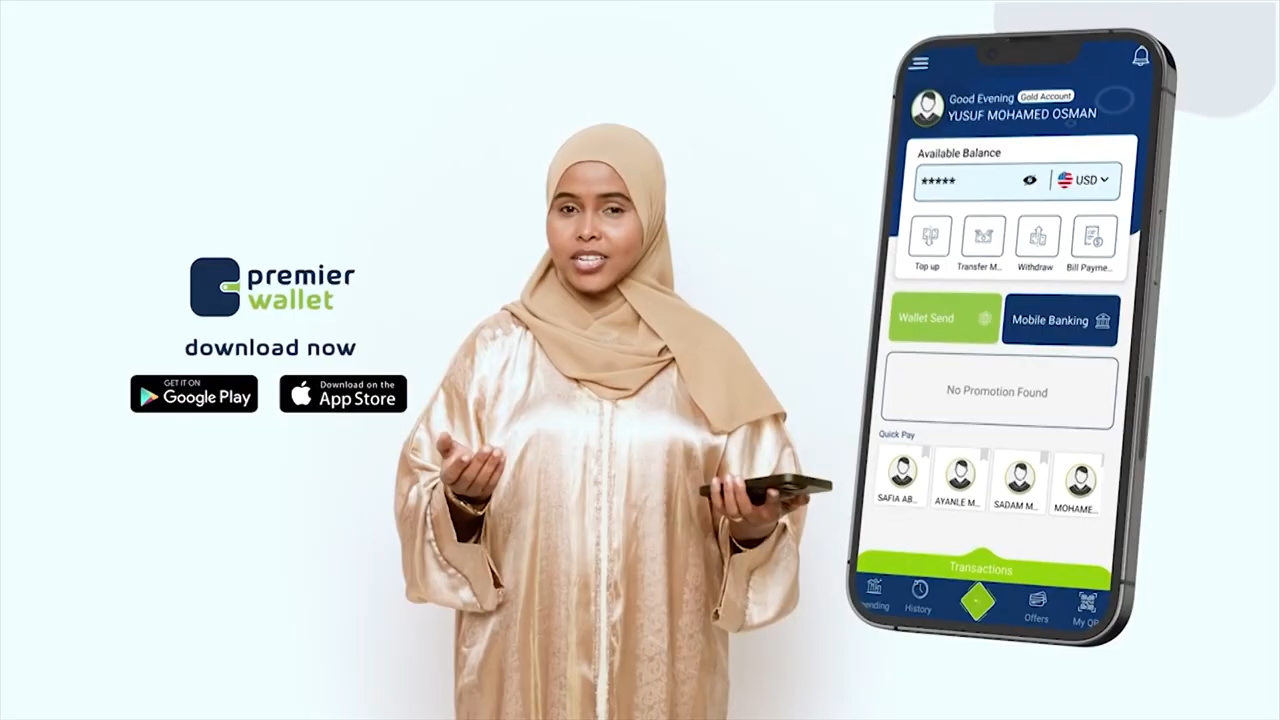 premier
wallet
download now
GET IT ON
Google Play
Download on the
App Store
Good Evening
Gold Account
YUSUF MOHAMED OSMAN
Available Balance
*****
USD
Top up
Transfer M...
Withdraw
Bill Payme...
Wallet Send
Mobile Banking
No Promotion Found
Quick Pay
SAFIA AB...
AYANLE M...
SADAM M...
MOHAME...
Transactions
ending
History
Offers
My QR